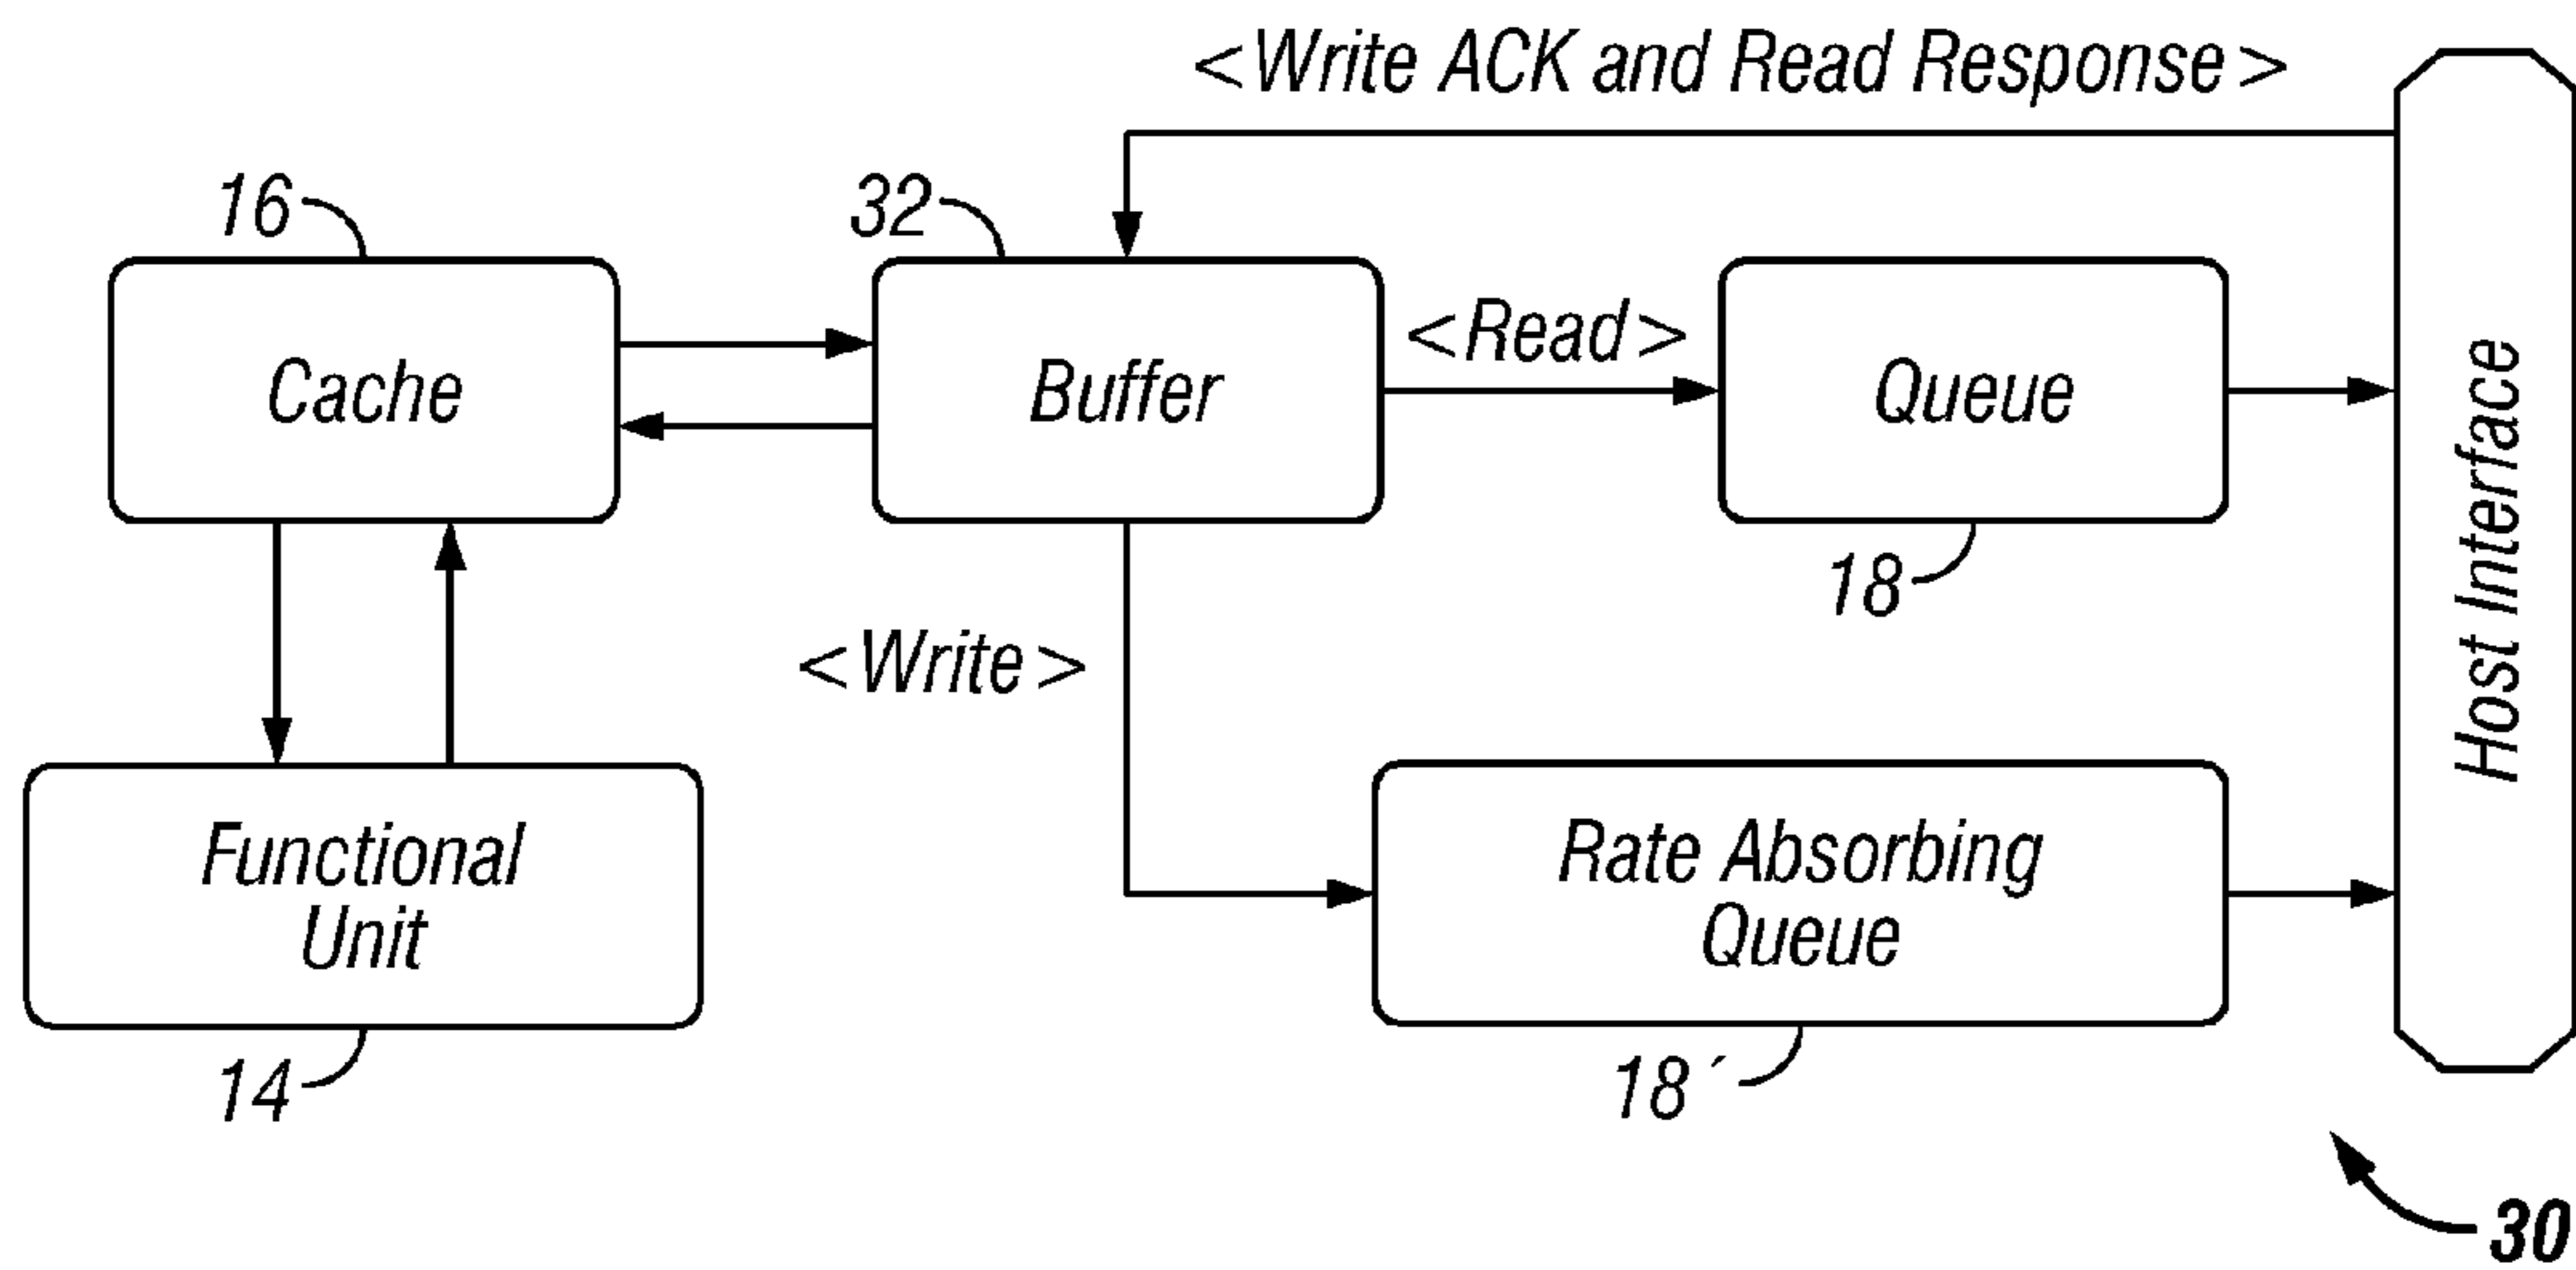 <Write ACK and Read Response>
16
32
Cache
Buffer
<Read>
Queue
18
Host Interface
<Write>
Functional
Unit
14
Rate Absorbing
Queue
18´
30